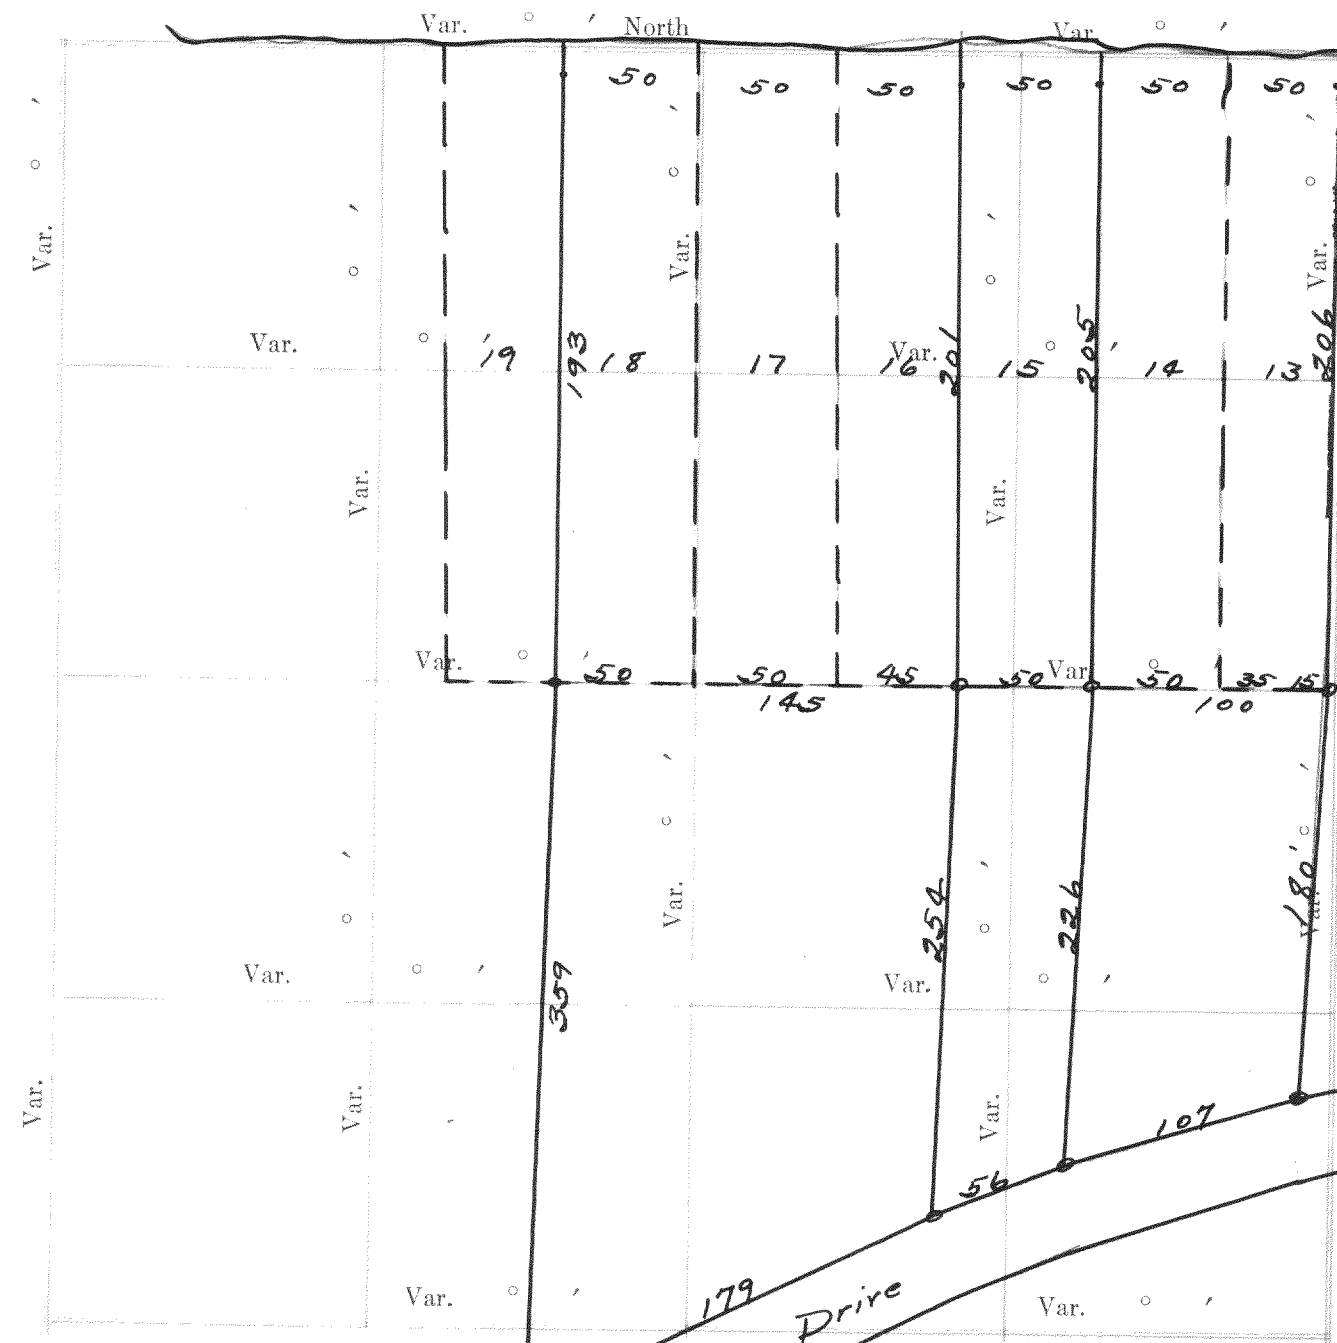 Var. ° ′ North Var. ° ′
50 50 50 50 50 50
Var. ° ′
Var. ° ′
Var. ° ′
Var. ° ′
Var. ° ′
Var. ° ′ Var. ° ′
19 193 18 17 16 201 15 205 14 13 206
Var. ° ′ 50 50 45 50 Var. ° ′ 50 35 15
145 100
Var. ° ′
Var. ° ′
Var. ° ′
254
226
180'
Var. ° ′
359
Var. ° ′ Var. ° ′
Var.
107
56
179
Drive
Var. ° ′ Var. ° ′